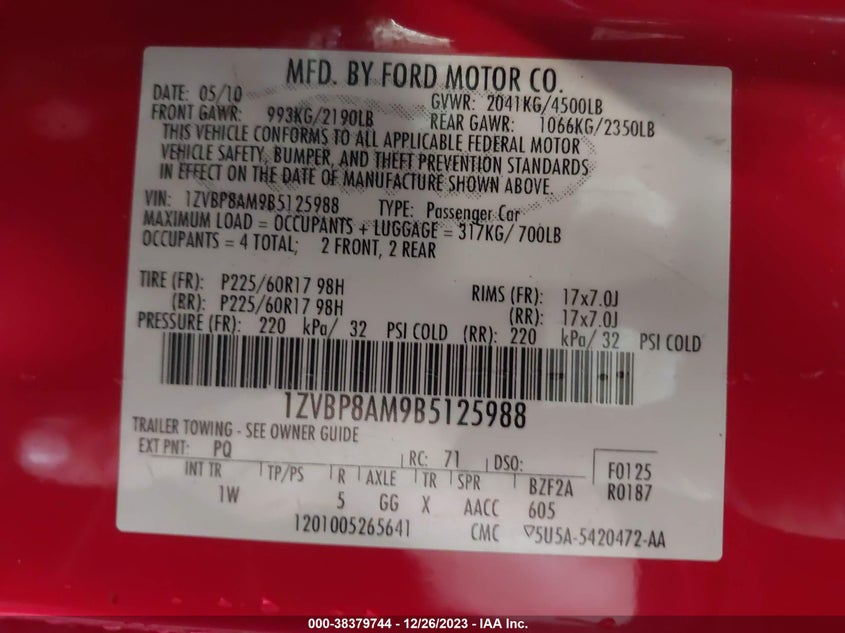 MFD. BY FORD MOTOR CO.
DATE: 05/10 GVWR: 2041KG/4500LB
FRONT GAWR: 993KG/2190LB REAR GAWR: 1066KG/2350LB
THIS VEHICLE CONFORMS TO ALL APPLICABLE FEDERAL MOTOR
VEHICLE SAFETY, BUMPER, AND THEFT PREVENTION STANDARDS
IN EFFECT ON THE DATE OF MANUFACTURE SHOWN ABOVE.
VIN: 1ZVBP8AM9B5125988 TYPE: Passenger Car
MAXIMUM LOAD = OCCUPANTS + LUGGAGE = 317KG/ 700LB
OCCUPANTS = 4 TOTAL; 2 FRONT, 2 REAR
TIRE (FR): P225/60R17 98H RIMS (FR): 17x7.0J
(RR): P225/60R17 98H (RR): 17x7.0J
PRESSURE (FR): 220 kPa/ 32 PSI COLD (RR): 220 kPa/ 32 PSI COLD
1ZVBP8AM9B5125988
TRAILER TOWING - SEE OWNER GUIDE
EXT PNT: PQ RC: 71 DSO: F0125
INT TR TP/PS R AXLE TR SPR BZF2A R0187
1W 5 GG X AACC 605
1201005265641 CMC ▽5U5A-5420472-AA
000-38379744 - 12/26/2023 - IAA Inc.